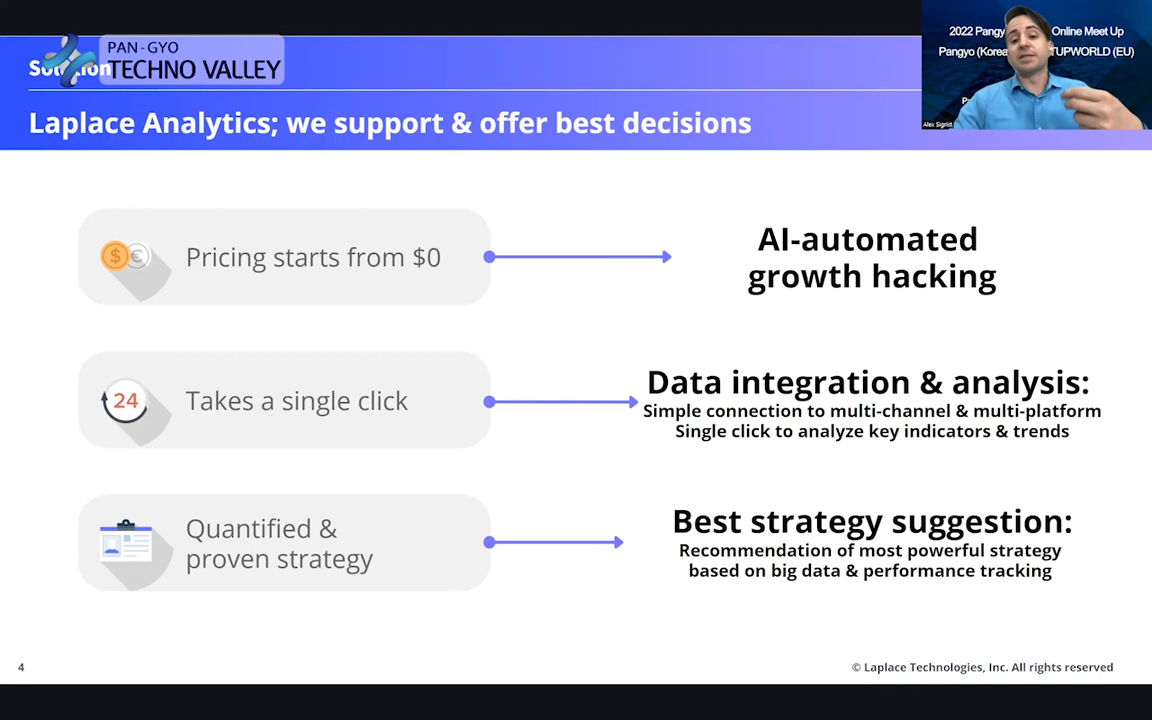 PAN-GYO
TECHNO VALLEY
Solution
Laplace Analytics; we support & offer best decisions
2022 Pangy Online Meet Up
Pangyo (Korea TUPWORLD (EU)
Alex Sigrist
$ €
Pricing starts from $0
AI-automated
growth hacking
24
Takes a single click
Data integration & analysis:
Simple connection to multi-channel & multi-platform
Single click to analyze key indicators & trends
Quantified &
proven strategy
Best strategy suggestion:
Recommendation of most powerful strategy
based on big data & performance tracking
4
© Laplace Technologies, Inc. All rights reserved